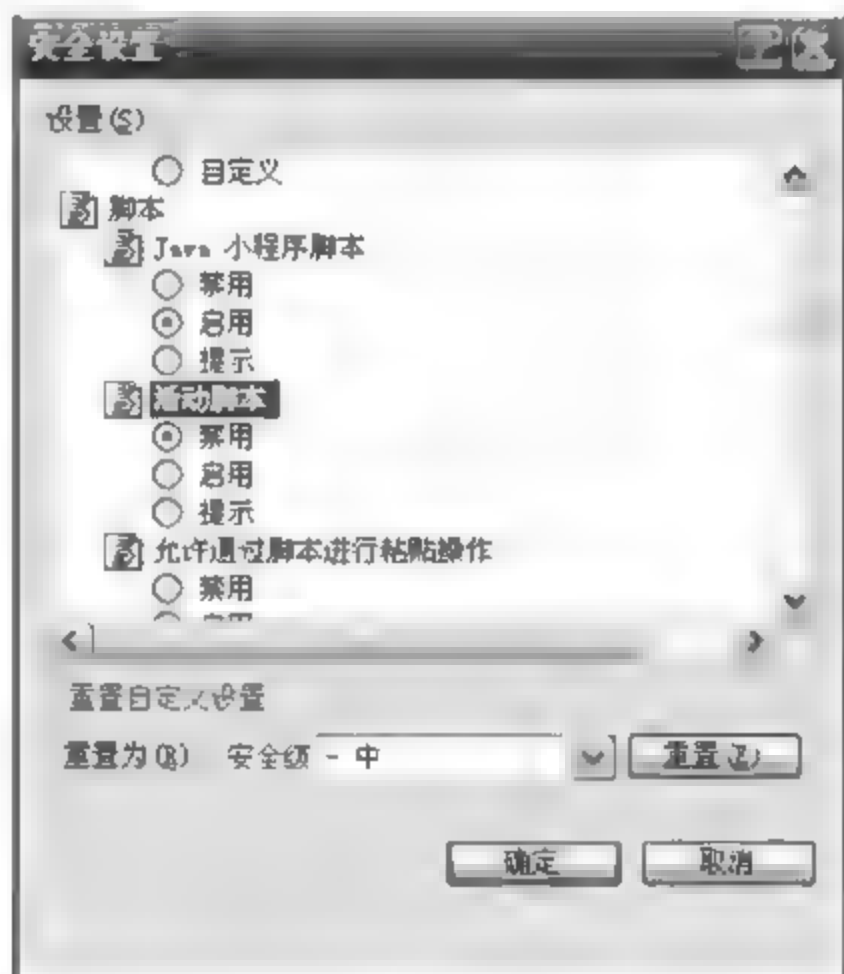 安全设置
设置(S)
自定义
脚本
Java 小程序脚本
禁用
启用
提示
活动脚本
禁用
启用
提示
允许通过脚本进行粘贴操作
禁用
启用
重置自定义设置
重置为(R) 安全级 - 中 重置(E)
确定 取消